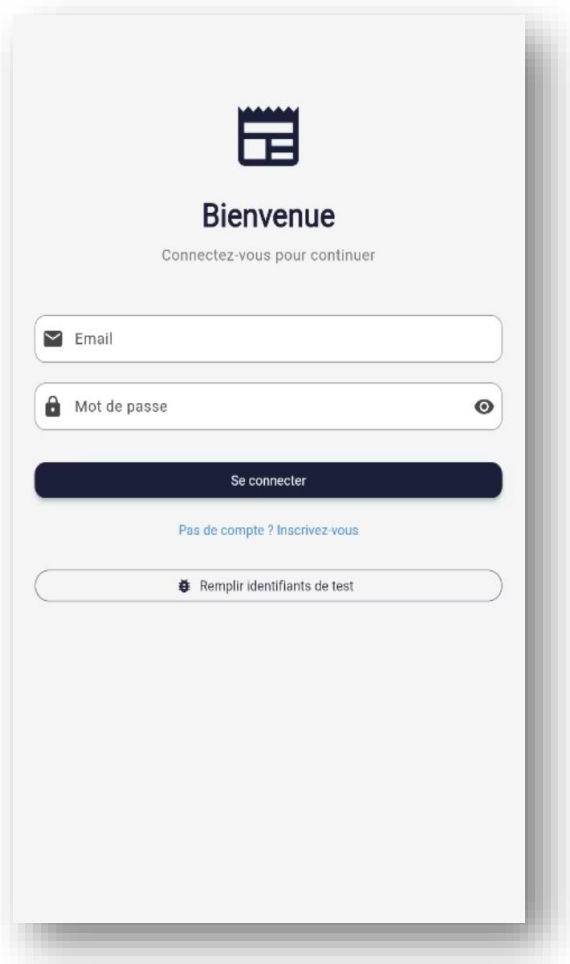 Bienvenue
Connectez-vous pour continuer
Email
Mot de passe
Se connecter
Pas de compte ? Inscrivez-vous
Remplir identifiants de test